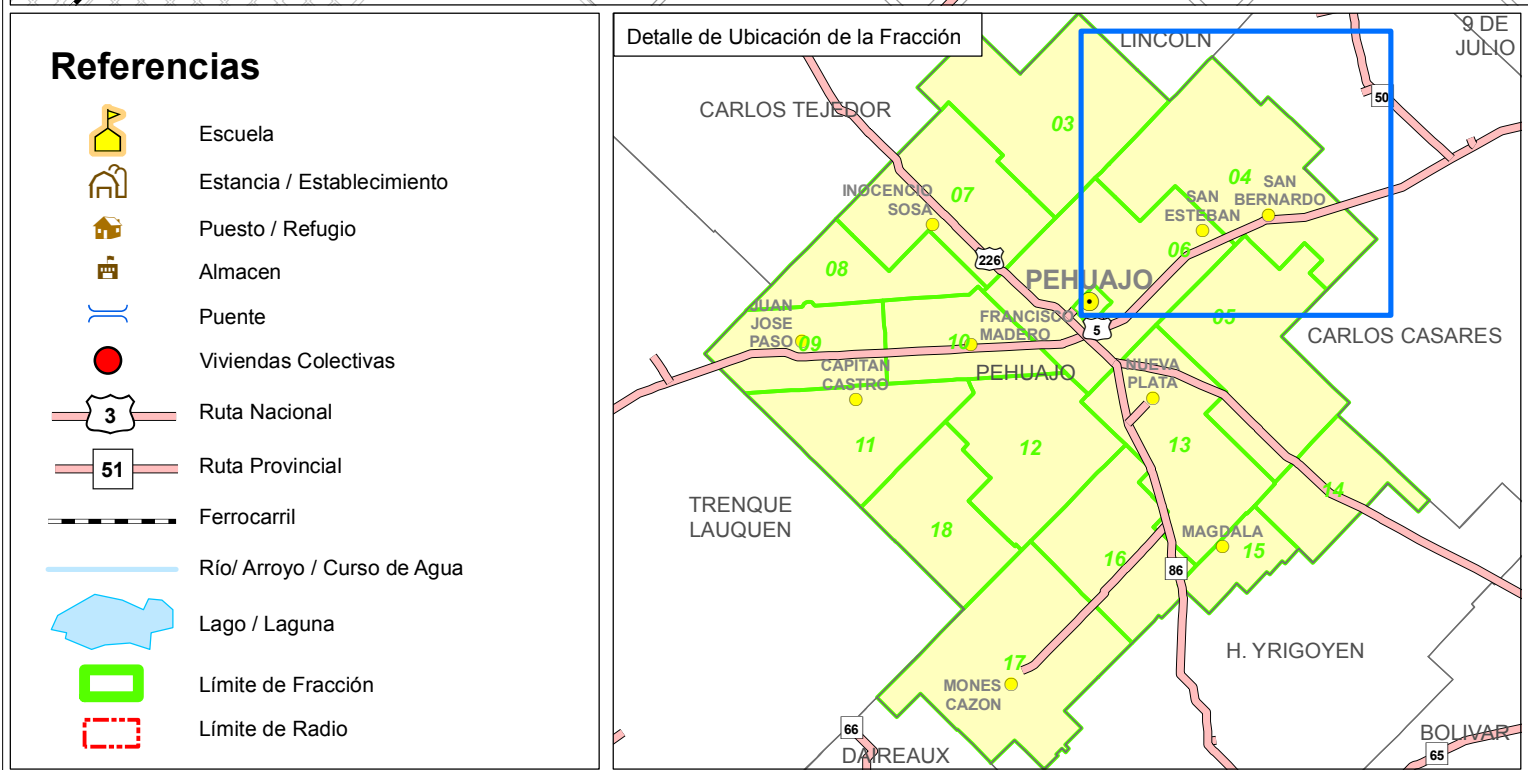 Referencias
Escuela
Estancia / Establecimiento
Puesto / Refugio
Almacen
Puente
Viviendas Colectivas
3
Ruta Nacional
51
Ruta Provincial
Ferrocarril
Río/ Arroyo / Curso de Agua
Lago / Laguna
Límite de Fracción
Límite de Radio
Detalle de Ubicación de la Fracción
LINCOLN
9 DE
JULIO
CARLOS TEJEDOR
50
03
04
SAN
BERNARDO
SAN
ESTEBAN
INOCENCIO
SOSA
07
06
226
08
PEHUAJO
05
5
JUAN
JOSE
PASO
09
FRANCISCO
MADERO
10
CARLOS CASARES
CAPITAN
CASTRO
PEHUAJO
NUEVA
PLATA
11
12
13
14
TRENQUE
LAUQUEN
18
MAGDALA
15
16
86
H. YRIGOYEN
17
MONES
CAZON
66
DAIREAUX
BOLIVAR
65